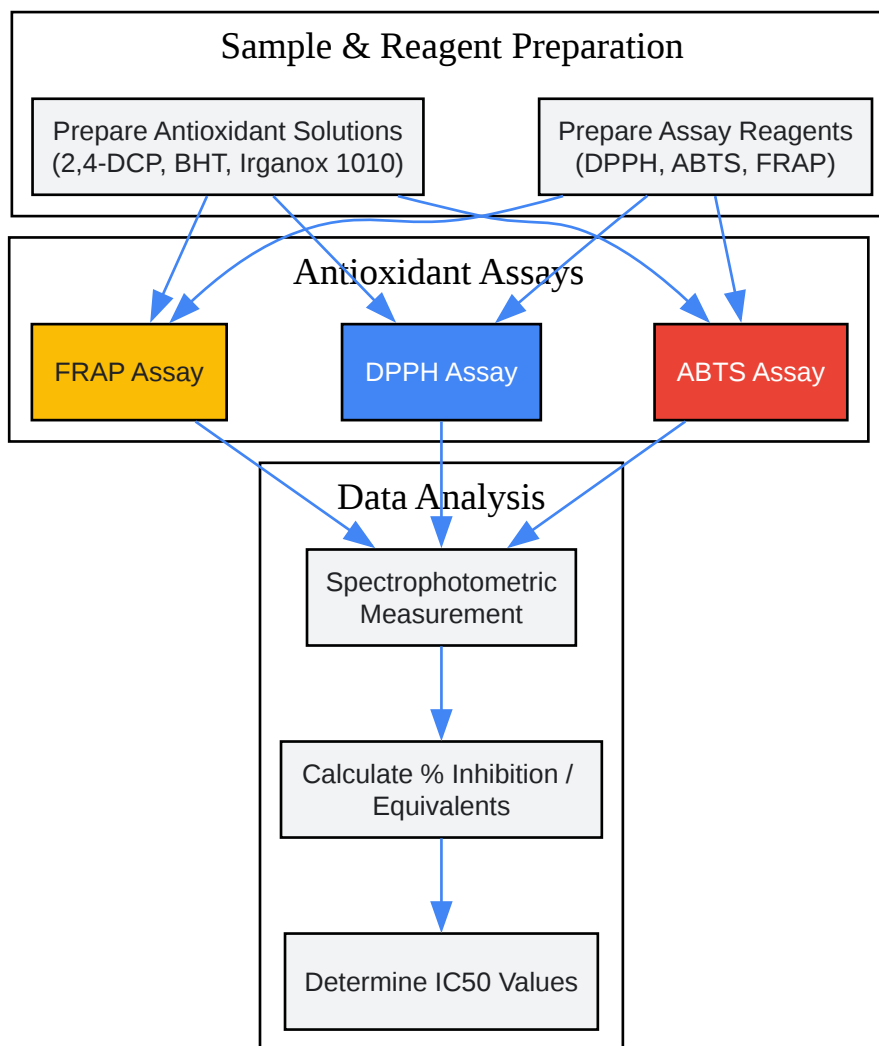 Sample & Reagent Preparation
Prepare Antioxidant Solutions
(2,4-DCP, BHT, Irganox 1010)
Prepare Assay Reagents
(DPPH, ABTS, FRAP)
Antioxidant Assays
FRAP Assay
DPPH Assay
ABTS Assay
Data Analysis
Spectrophotometric
Measurement
Calculate % Inhibition /
Equivalents
Determine IC50 Values